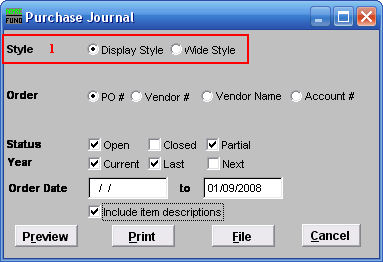 FUND Purchase Journal
Style 1 Display Style Wide Style
Order PO # Vendor # Vendor Name Account #
Status Open Closed Partial
Year Current Last Next
Order Date / / to 01/09/2008
Include item descriptions
Preview Print File Cancel